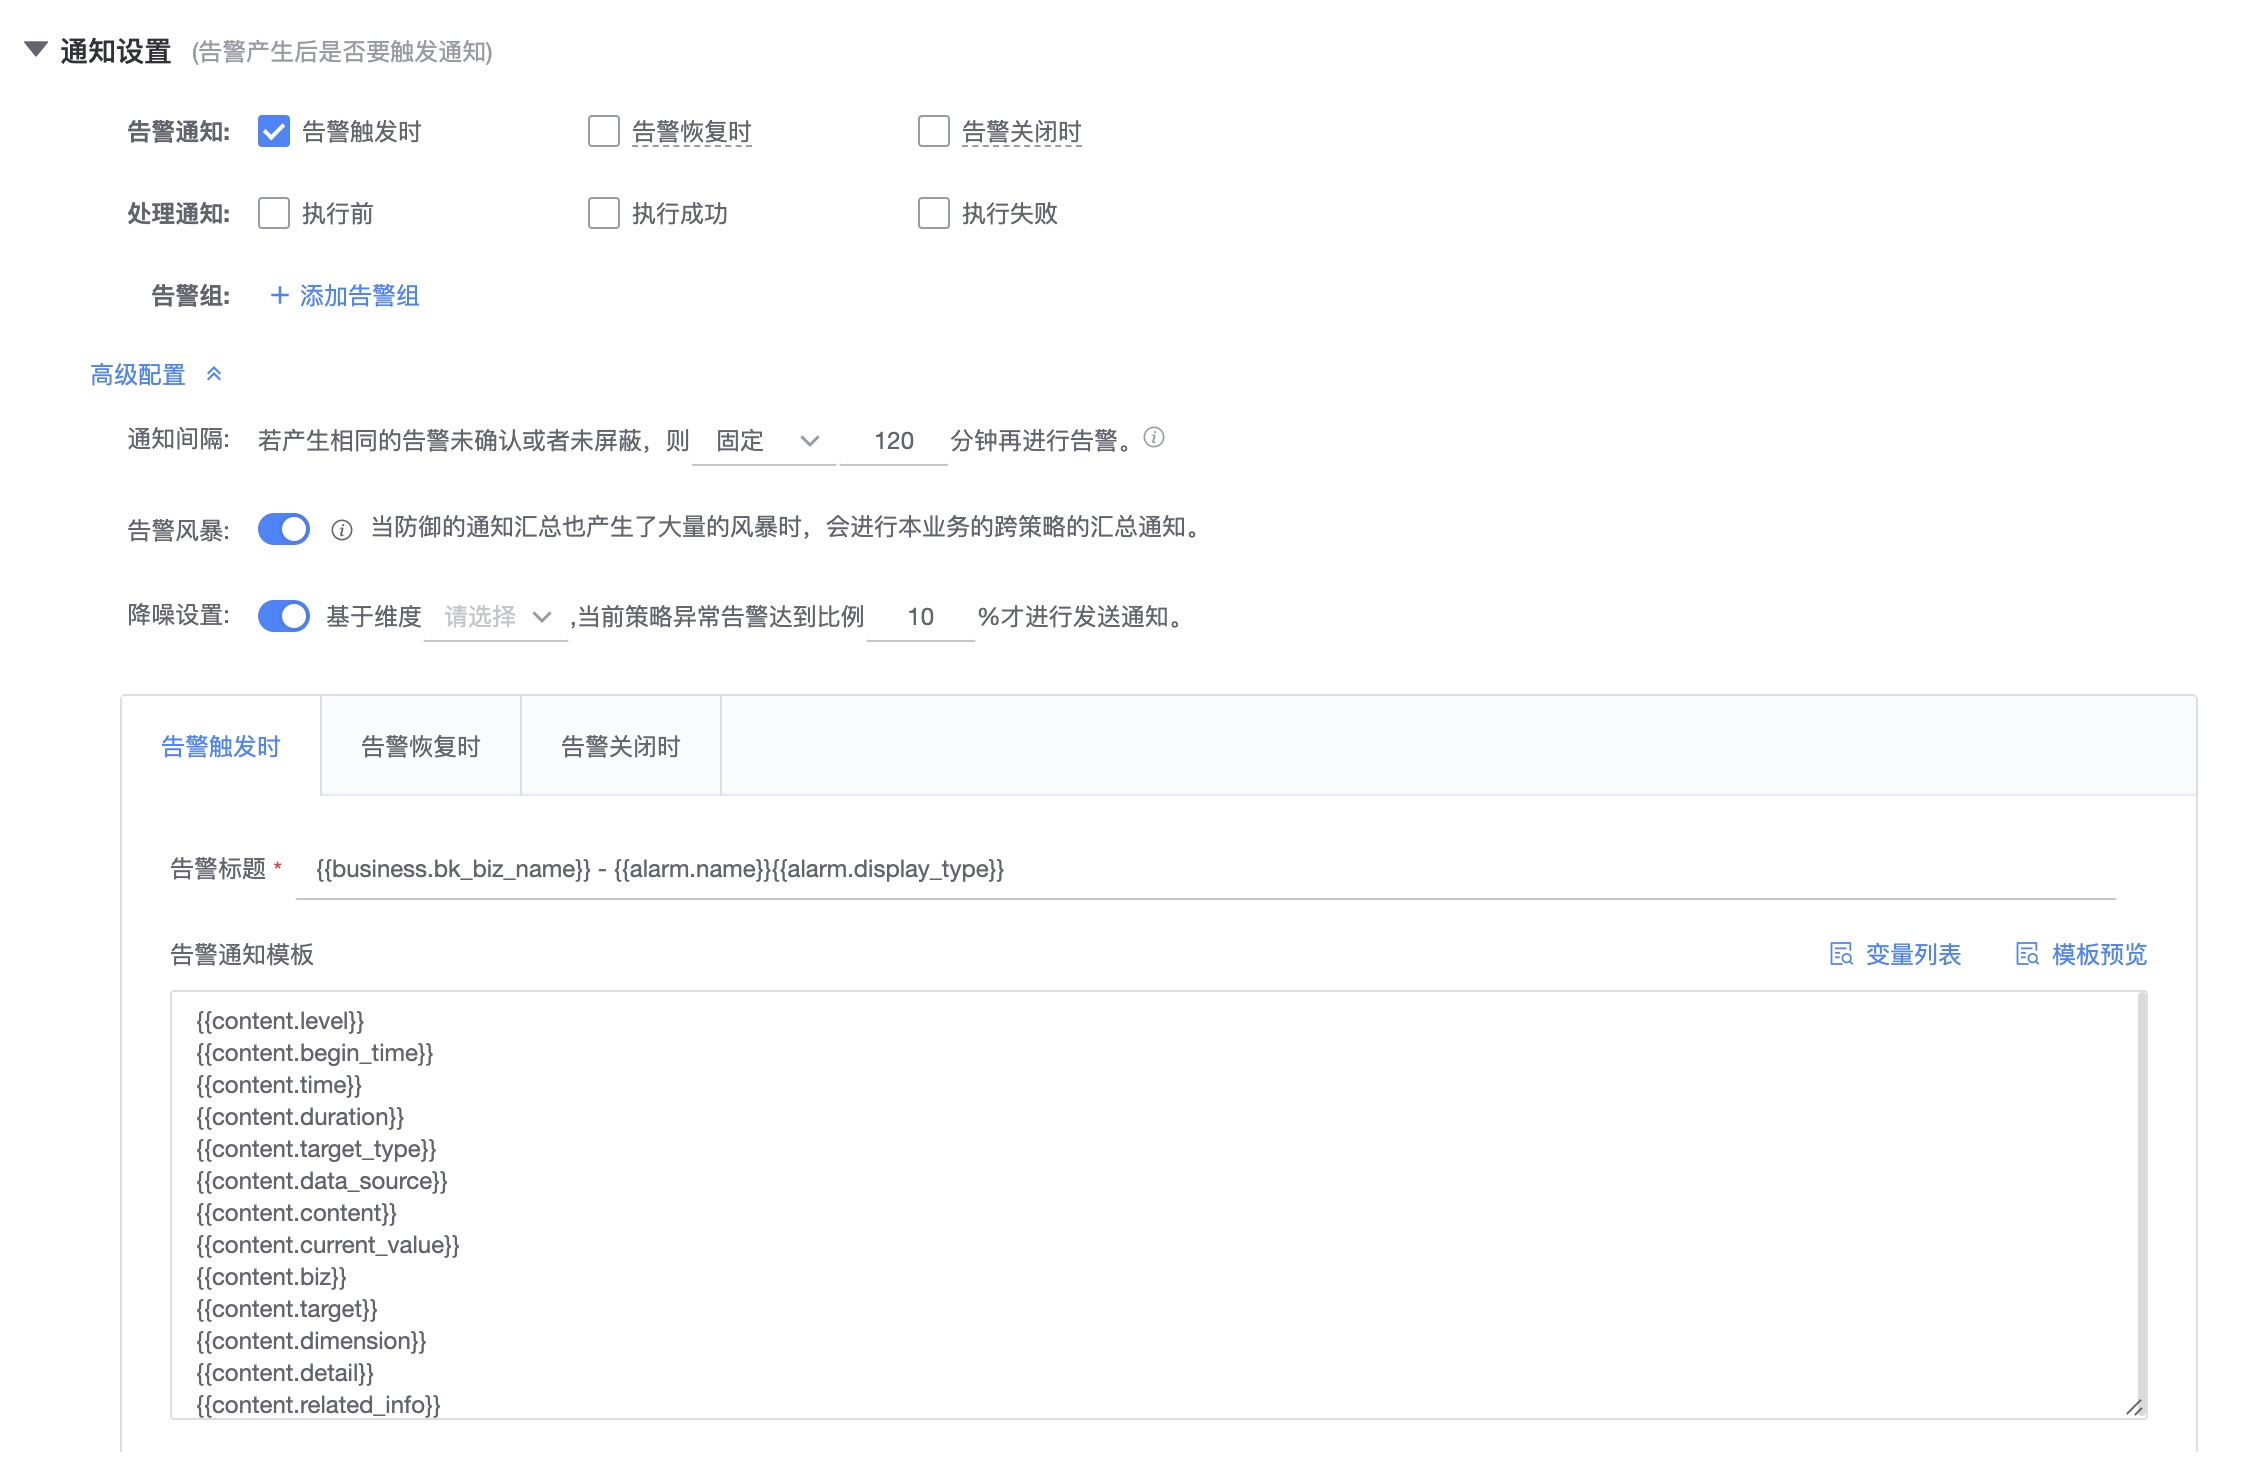 通知设置 (告警产生后是否要触发通知)
告警通知: 告警触发时 告警恢复时 告警关闭时
处理通知: 执行前 执行成功 执行失败
告警组: + 添加告警组
高级配置
通知间隔: 若产生相同的告警未确认或者未屏蔽，则 固定 120 分钟再进行告警。
告警风暴: 当防御的通知汇总也产生了大量的风暴时，会进行本业务的跨策略的汇总通知。
降噪设置: 基于维度 请选择 ,当前策略异常告警达到比例 10 %才进行发送通知。
告警触发时 告警恢复时 告警关闭时
告警标题 * {{business.bk_biz_name}} - {{alarm.name}}{{alarm.display_type}}
告警通知模板 变量列表 模板预览
{{content.level}}
{{content.begin_time}}
{{content.time}}
{{content.duration}}
{{content.target_type}}
{{content.data_source}}
{{content.content}}
{{content.current_value}}
{{content.biz}}
{{content.target}}
{{content.dimension}}
{{content.detail}}
{{content.related_info}}